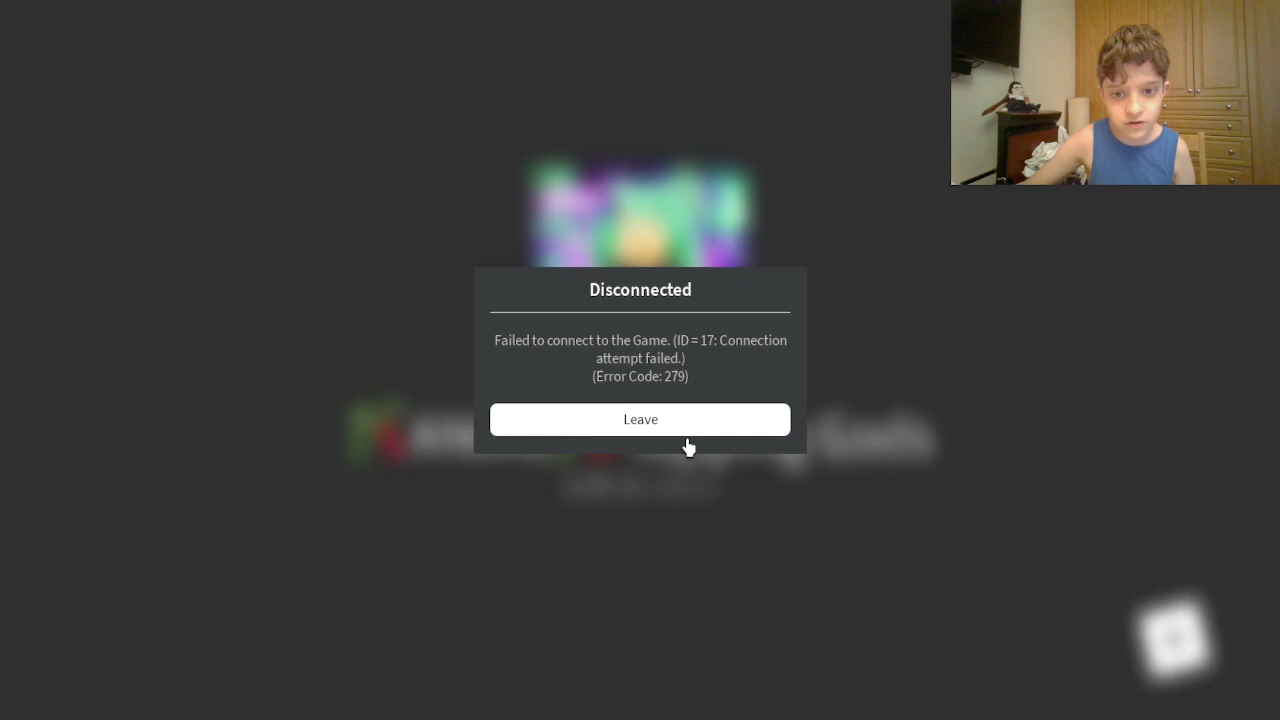 Disconnected
Failed to connect to the Game. (ID = 17: Connection
attempt failed.)
(Error Code: 279)
Leave